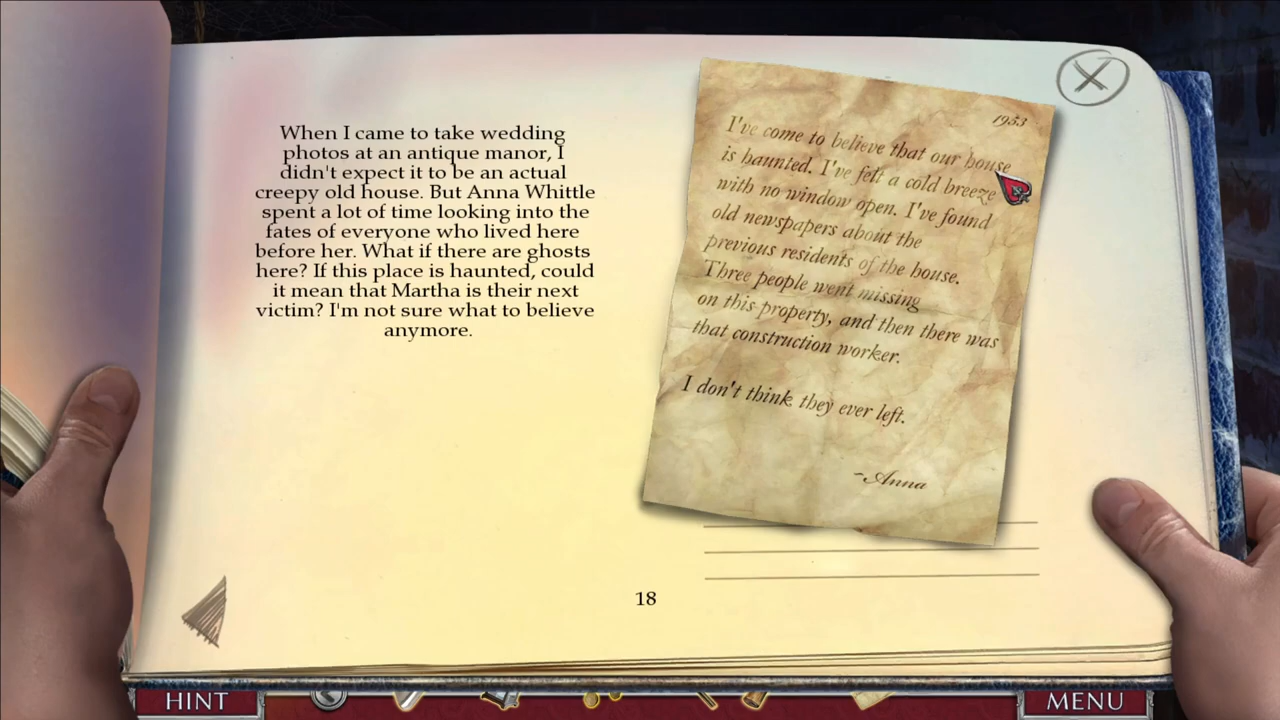 When I came to take wedding
photos at an antique manor, I
didn't expect it to be an actual
creepy old house. But Anna Whittle
spent a lot of time looking into the
fates of everyone who lived here
before her. What if there are ghosts
here? If this place is haunted, could
it mean that Martha is their next
victim? I'm not sure what to believe
anymore.
1953
I've come to believe that our house
is haunted. I've felt a cold breeze
with no window open. I've found
old newspapers about the
previous residents of the house.
Three people went missing
on this property, and then there was
that construction worker.
I don't think they ever left.
~Anna
18
HINT
MENU